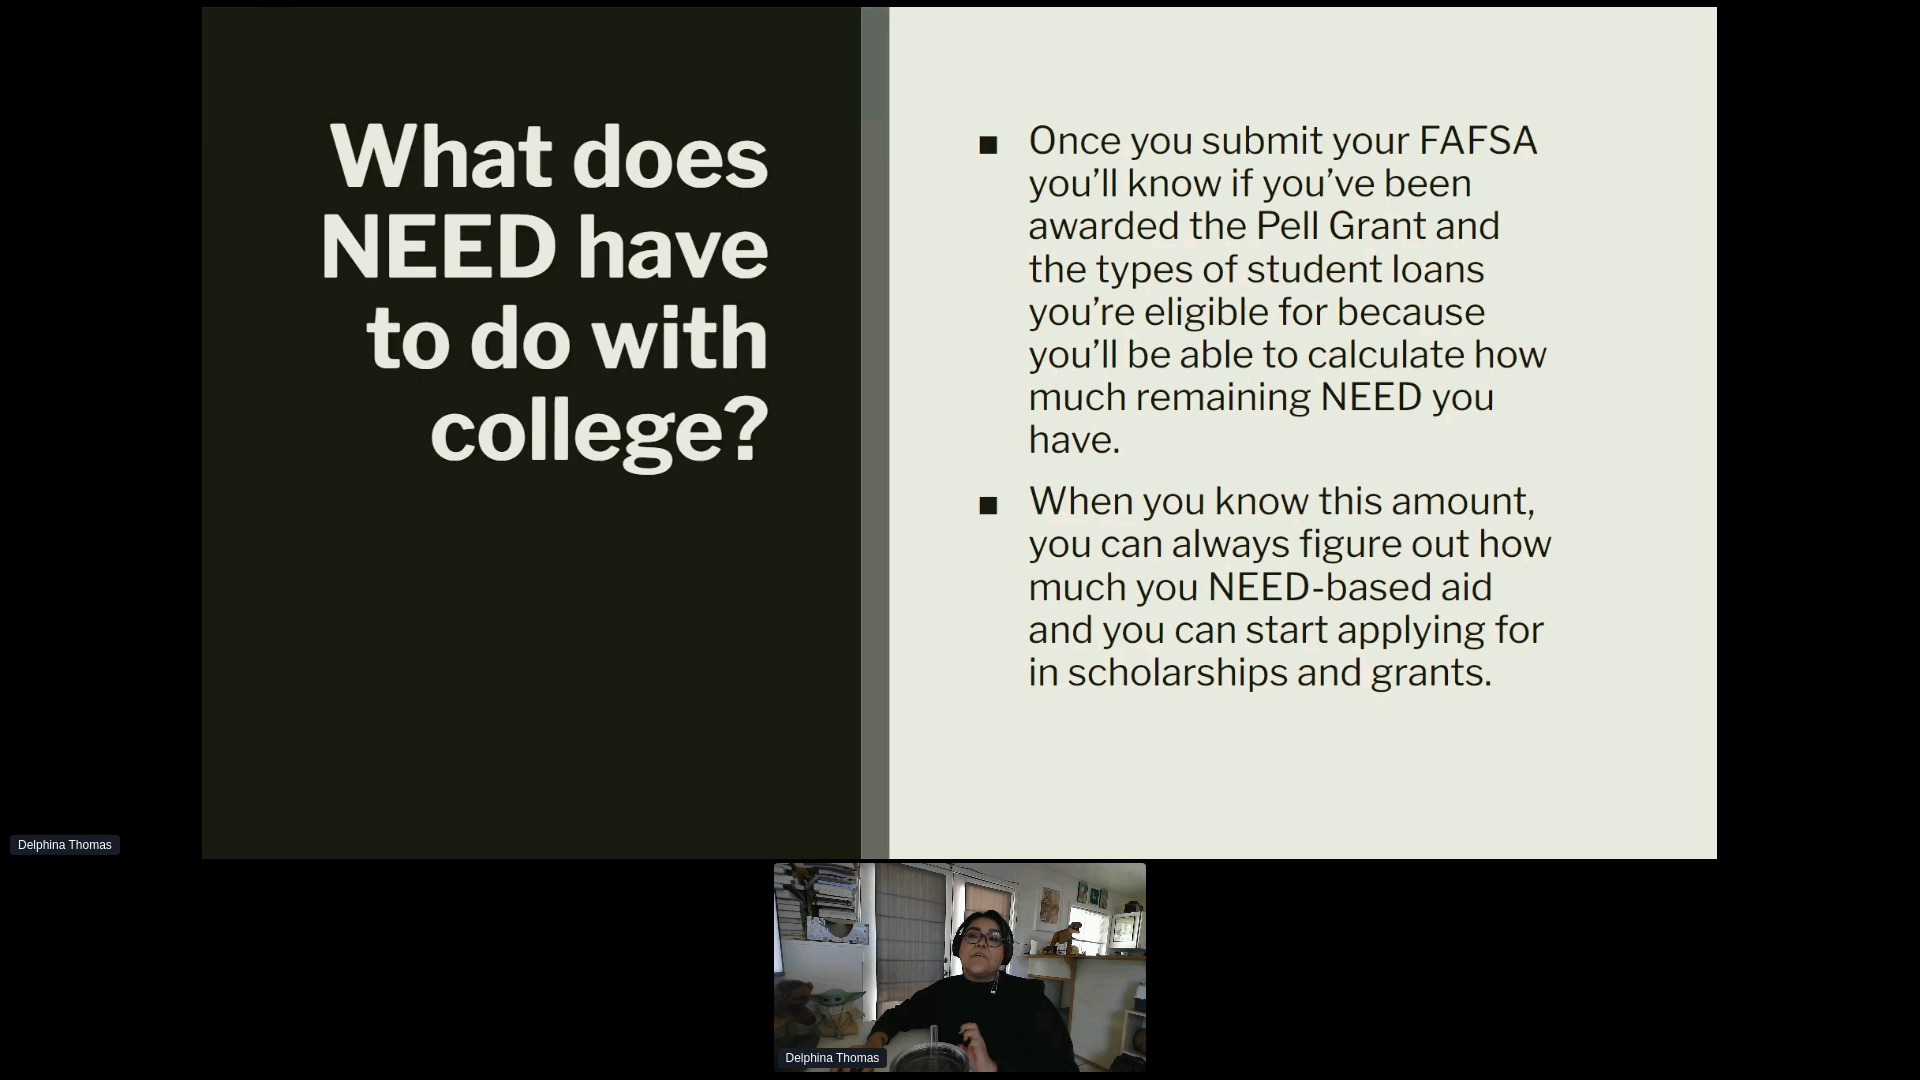 What does
NEED have
to do with
college?
■ Once you submit your FAFSA
you’ll know if you’ve been
awarded the Pell Grant and
the types of student loans
you’re eligible for because
you’ll be able to calculate how
much remaining NEED you
have.
■ When you know this amount,
you can always figure out how
much you NEED-based aid
and you can start applying for
in scholarships and grants.
Delphina Thomas
Delphina Thomas